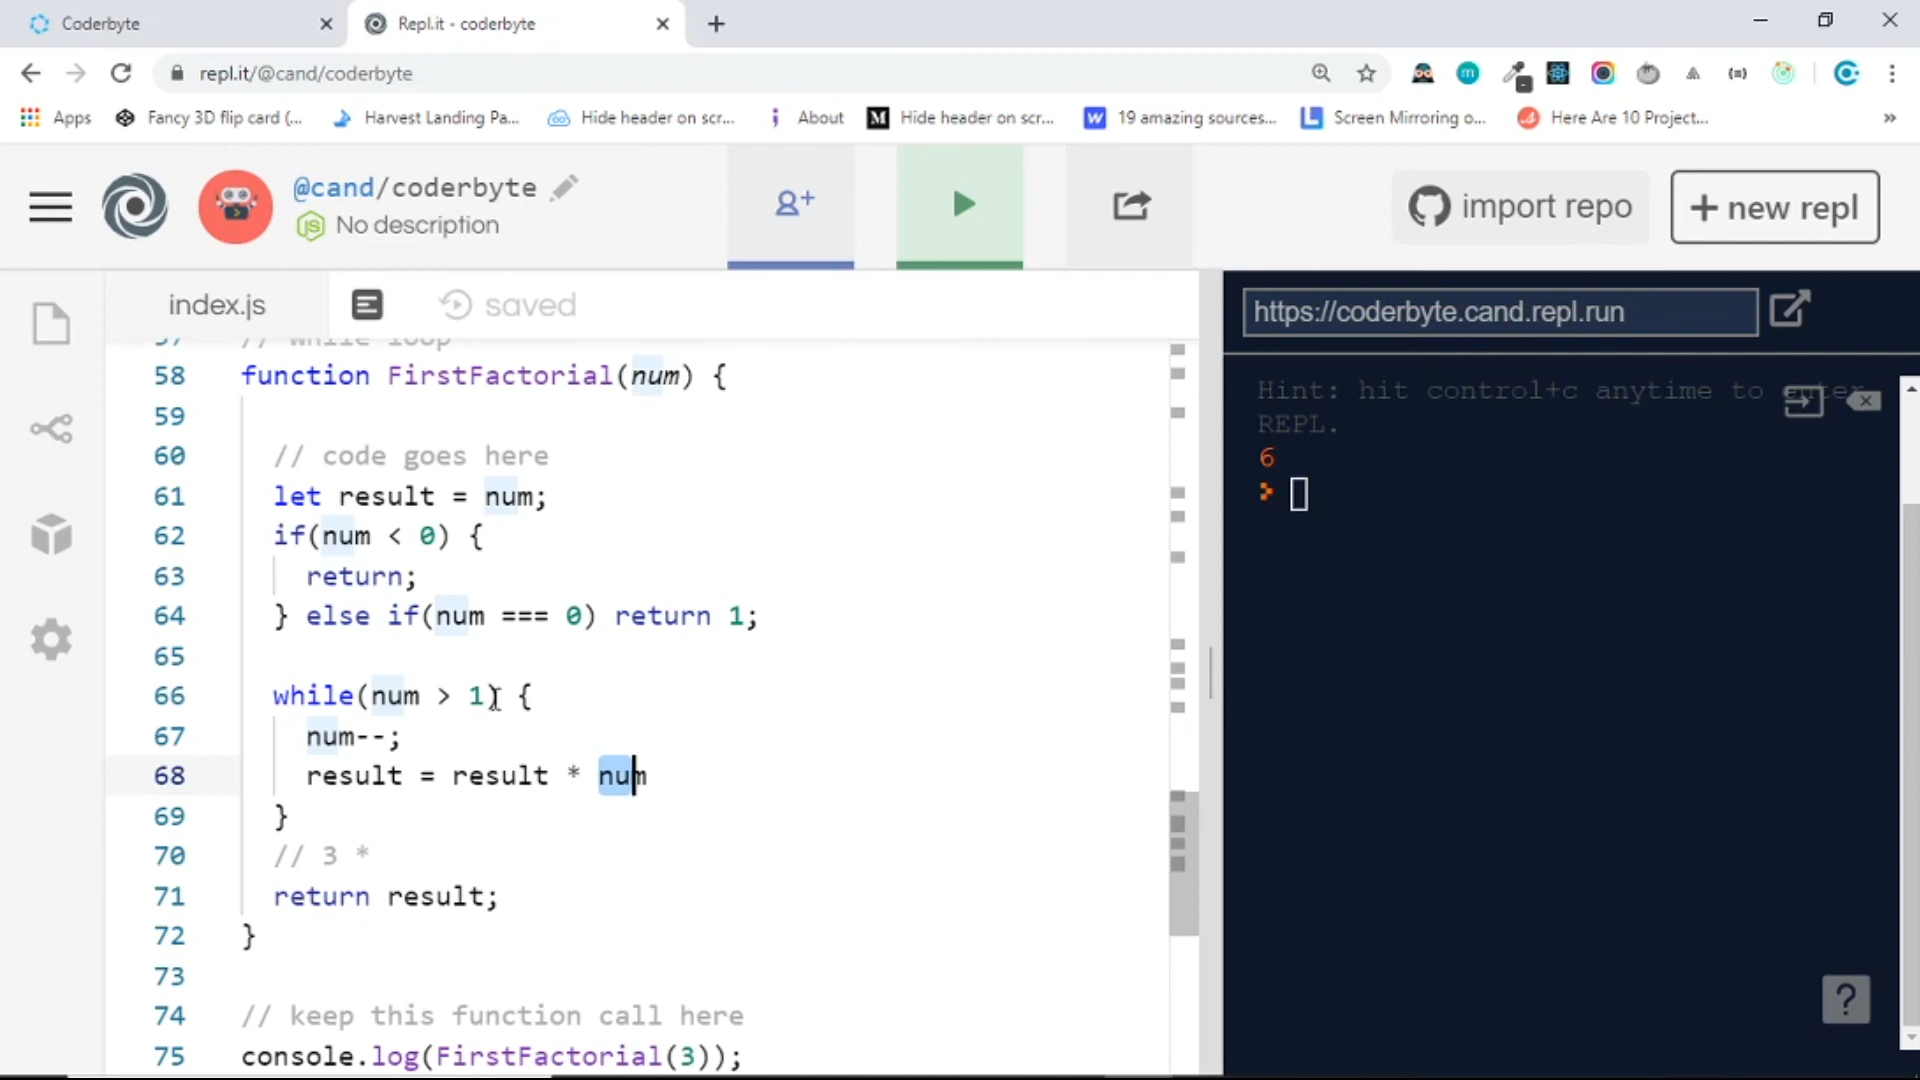 Coderbyte
Repl.it - coderbyte
repl.it/@cand/coderbyte
Apps
Fancy 3D flip card (...
Harvest Landing Pa...
Hide header on scr...
About
Hide header on scr...
19 amazing sources...
Screen Mirroring o...
Here Are 10 Project...
»
@cand/coderbyte
No description
import repo
+ new repl
index.js
saved
https://coderbyte.cand.repl.run
57 // while loop
58 function FirstFactorial(num) {
59
60 // code goes here
61 let result = num;
62 if(num < 0) {
63 return;
64 } else if(num === 0) return 1;
65
66 while(num > 1) {
67 num--;
68 result = result * num
69 }
70 // 3 *
71 return result;
72 }
73
74 // keep this function call here
75 console.log(FirstFactorial(3));
Hint: hit control+c anytime to enter
REPL.
6
?